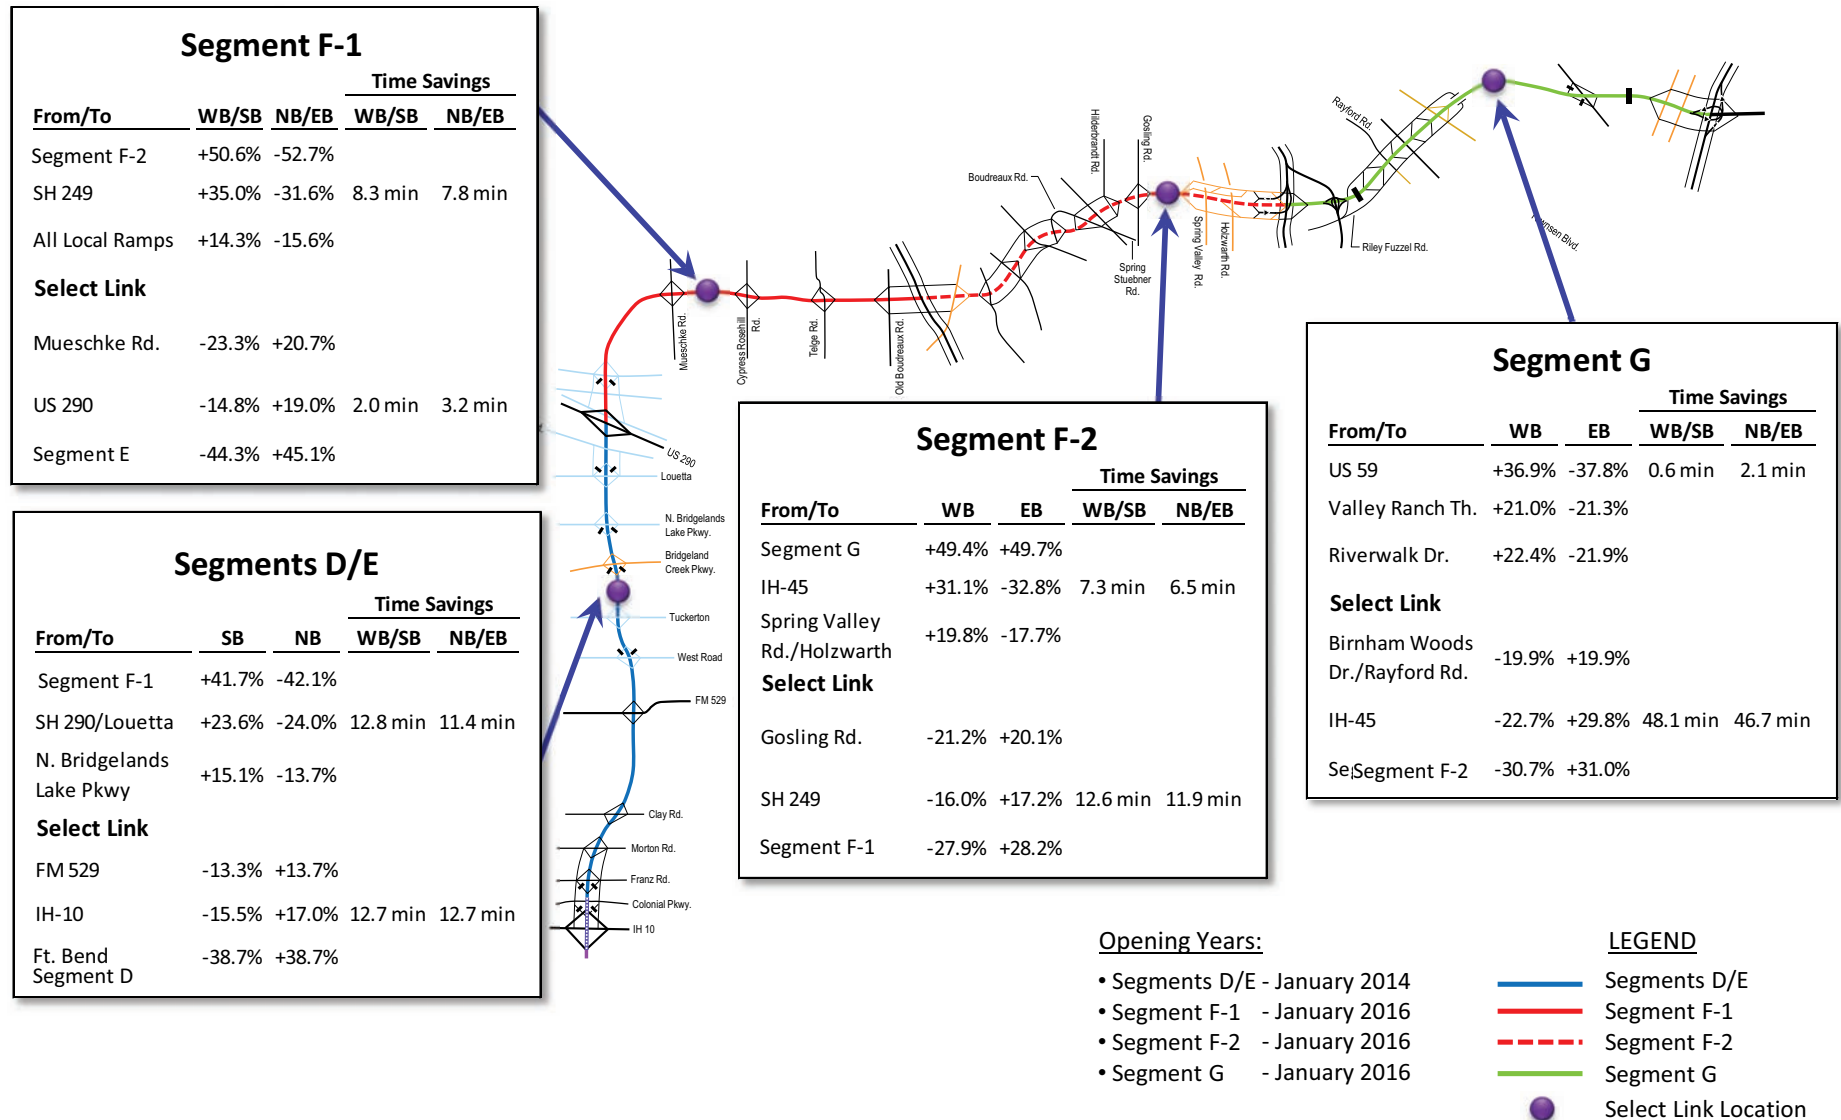 Segment F-1
Time Savings
From/To WB/SB NB/EB WB/SB NB/EB
Segment F-2 +50.6% -52.7%
SH 249 +35.0% -31.6% 8.3 min 7.8 min
All Local Ramps +14.3% -15.6%
Select Link
Mueschke Rd. -23.3% +20.7%
US 290 -14.8% +19.0% 2.0 min 3.2 min
Segment E -44.3% +45.1%
Segments D/E
Time Savings
From/To SB NB WB/SB NB/EB
Segment F-1 +41.7% -42.1%
SH 290/Louetta +23.6% -24.0% 12.8 min 11.4 min
N. Bridgelands
Lake Pkwy +15.1% -13.7%
Select Link
FM 529 -13.3% +13.7%
IH-10 -15.5% +17.0% 12.7 min 12.7 min
Ft. Bend
Segment D -38.7% +38.7%
Mueschke Rd.
Cypress Rosehill
Rd.
Telge Rd.
Old Boudreaux Rd.
Boudreaux Rd.
Hilderbrandt Rd.
Gosling Rd.
Spring
Stuebner
Rd.
Spring Valley Rd.
Holzwarth Rd.
Rayford Rd.
Riley Fuzzel Rd.
US 290
Louetta
N. Bridgelands
Lake Pkwy.
Bridgeland
Creek Pkwy.
Tuckerton
West Road
FM 529
Clay Rd.
Morton Rd.
Franz Rd.
Colonial Pkwy.
IH 10
Segment F-2
Time Savings
From/To WB EB WB/SB NB/EB
Segment G +49.4% +49.7%
IH-45 +31.1% -32.8% 7.3 min 6.5 min
Spring Valley
Rd./Holzwarth +19.8% -17.7%
Select Link
Gosling Rd. -21.2% +20.1%
SH 249 -16.0% +17.2% 12.6 min 11.9 min
Segment F-1 -27.9% +28.2%
Segment G
Time Savings
From/To WB EB WB/SB NB/EB
US 59 +36.9% -37.8% 0.6 min 2.1 min
Valley Ranch Th. +21.0% -21.3%
Riverwalk Dr. +22.4% -21.9%
Select Link
Birnham Woods
Dr./Rayford Rd. -19.9% +19.9%
IH-45 -22.7% +29.8% 48.1 min 46.7 min
Segment F-2 -30.7% +31.0%
Blvd.
Opening Years:
• Segments D/E - January 2014
• Segment F-1 - January 2016
• Segment F-2 - January 2016
• Segment G - January 2016
LEGEND
Segments D/E
Segment F-1
Segment F-2
Segment G
Select Link Location